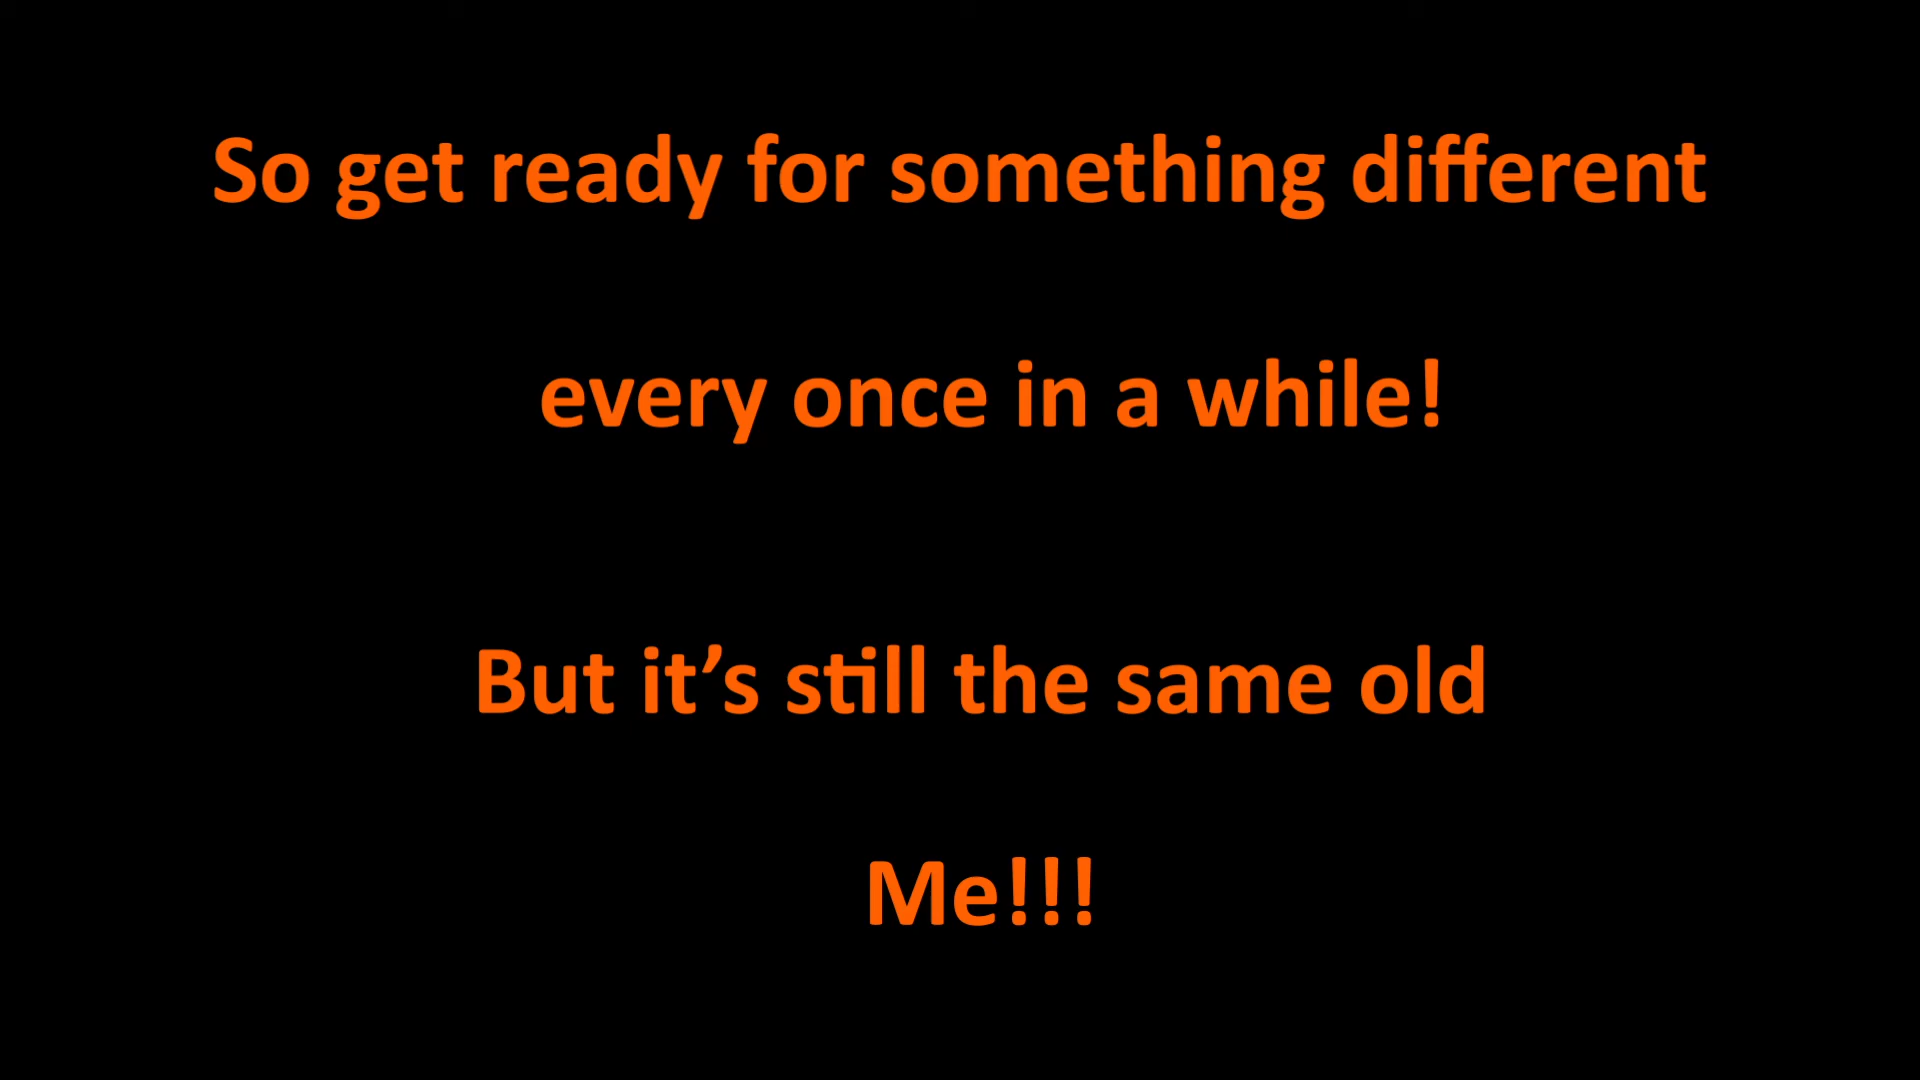 So get ready for something different
every once in a while!
But it’s still the same old
Me!!!